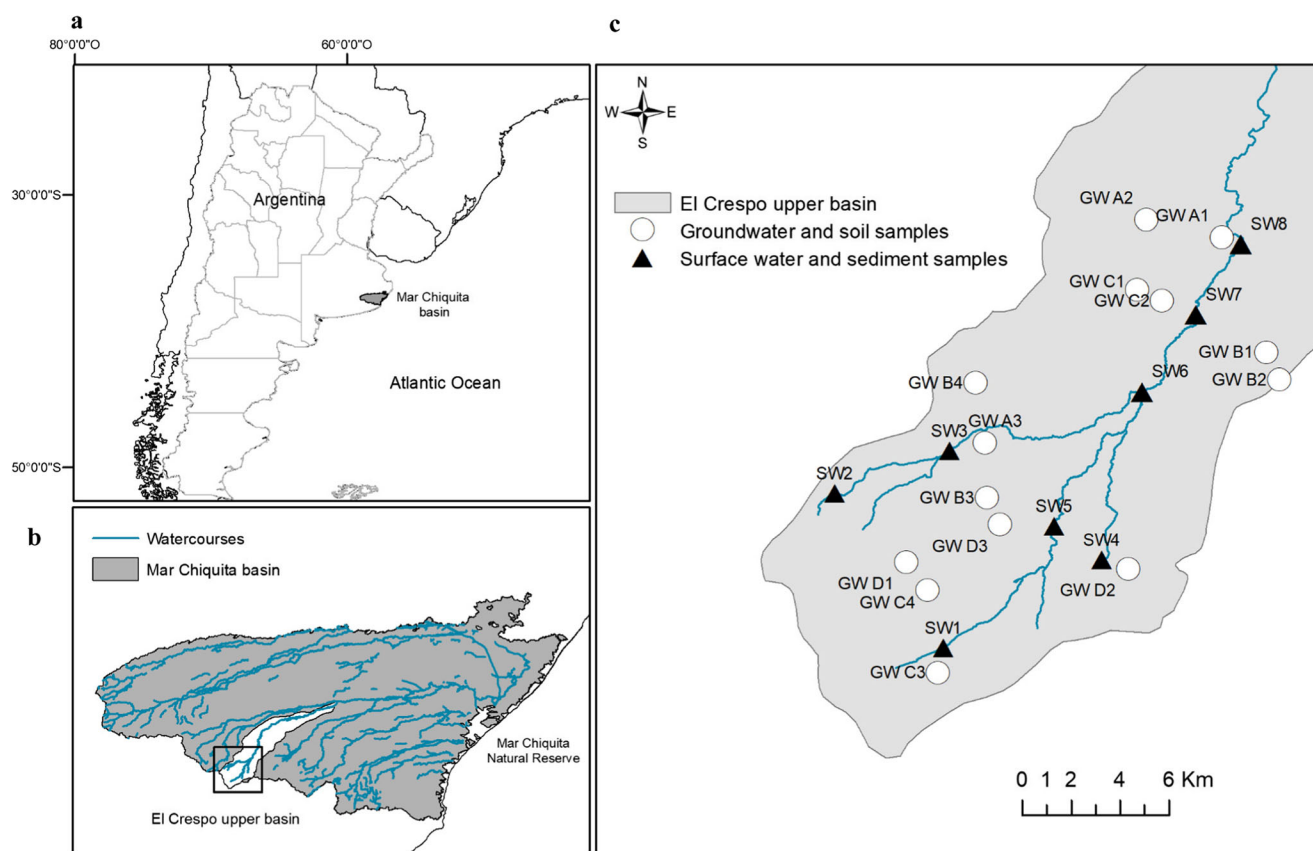 a
80°0'0"O
60°0'0"O
30°0'0"S
50°0'0"S
Argentina
Mar Chiquita
basin
Atlantic Ocean
b
Watercourses
Mar Chiquita basin
Mar Chiquita
Natural Reserve
El Crespo upper basin
c
N
W
E
S
El Crespo upper basin
Groundwater and soil samples
Surface water and sediment samples
GW A2
GW A1
SW8
GW C1
GW C2
SW7
GW B1
GW B2
SW6
GW B4
GW A3
SW3
SW2
GW B3
SW5
GW D3
SW4
GW D2
GW D1
GW C4
SW1
GW C3
0 1 2 4 6 Km